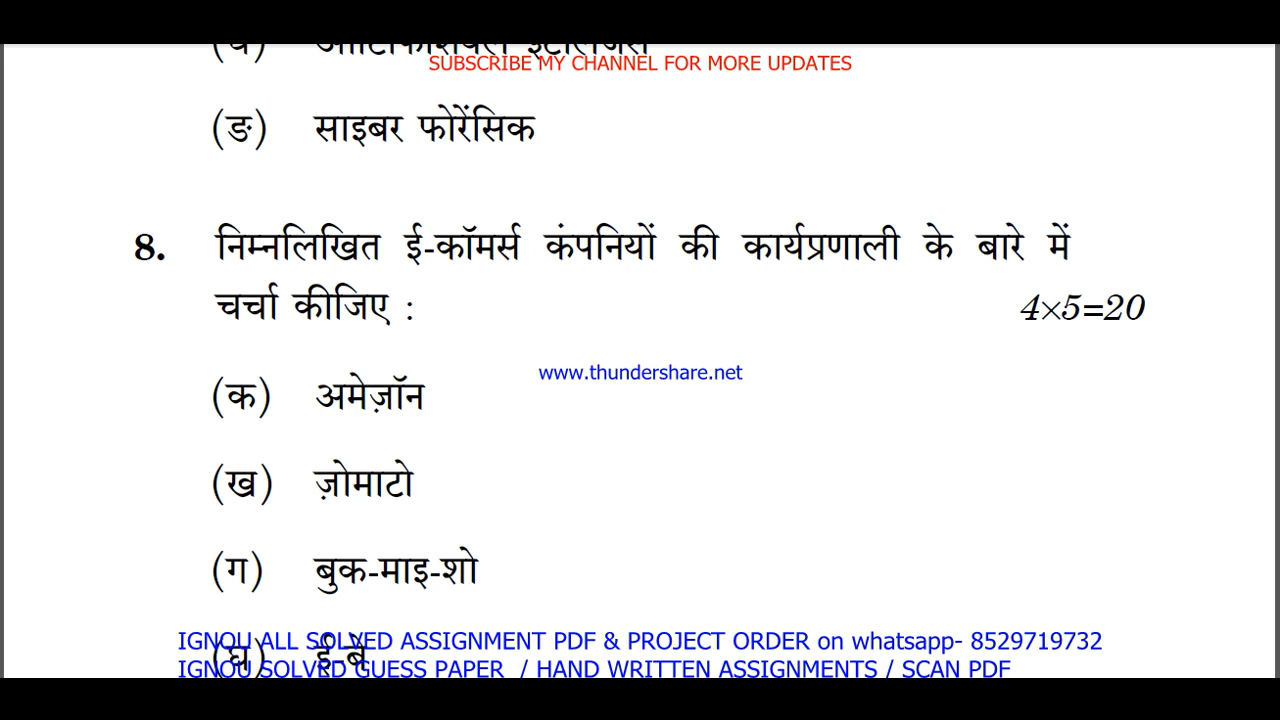 (घ) आर्टिफिशियल इंटेलिजेंस
SUBSCRIBE MY CHANNEL FOR MORE UPDATES
(ङ) साइबर फोरेंसिक
8. निम्नलिखित ई-कॉमर्स कंपनियों की कार्यप्रणाली के बारे में
चर्चा कीजिए : 4×5=20
www.thundershare.net
(क) अमेज़ॉन
(ख) ज़ोमाटो
(ग) बुक-माइ-शो
IGNOU ALL SOLVED ASSIGNMENT PDF & PROJECT ORDER on whatsapp- 8529719732
(घ) ई-बे
IGNOU SOLVED GUESS PAPER / HAND WRITTEN ASSIGNMENTS / SCAN PDF